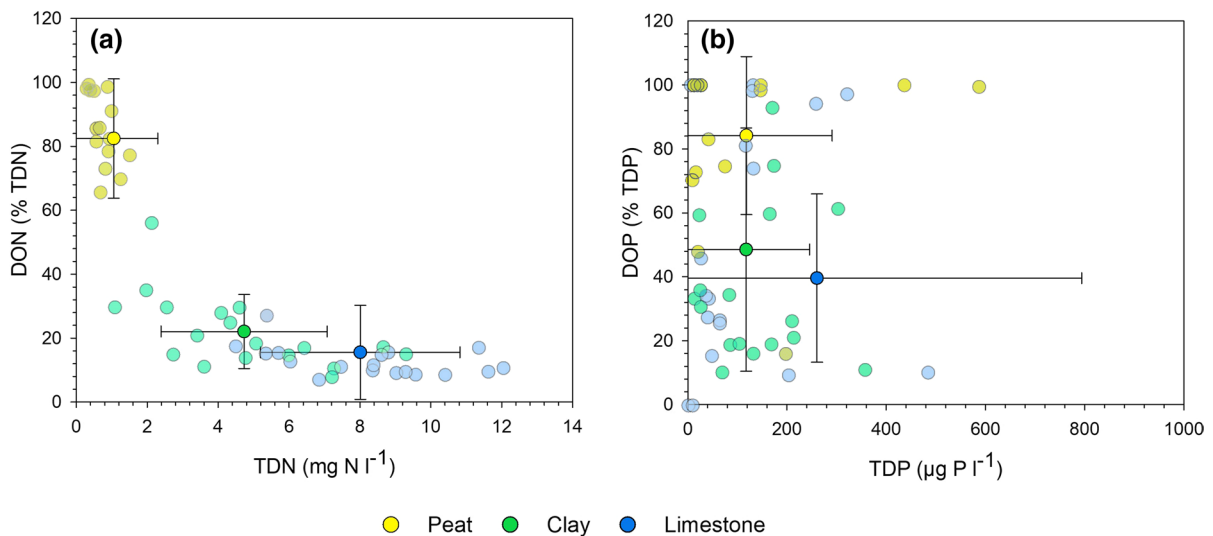 (a)
120
100
80
60
40
20
0
DON (% TDN)
0 2 4 6 8 10 12 14
TDN (mg N l⁻¹)
(b)
120
100
80
60
40
20
0
DOP (% TDP)
0 200 400 600 800 1000
TDP (µg P l⁻¹)
Peat Clay Limestone